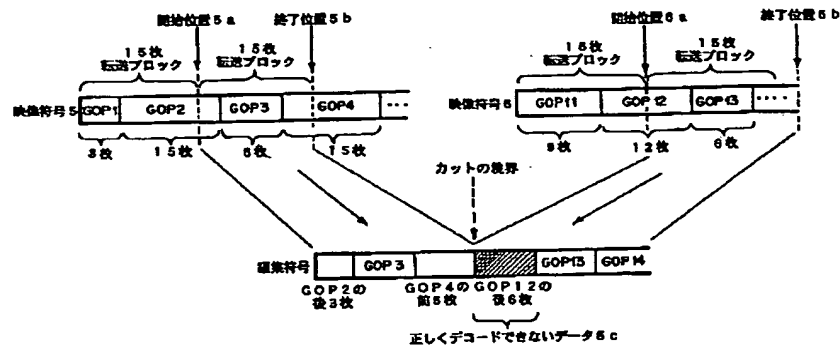 開始位置5a
終了位置5b
15枚
転送ブロック
15枚
転送ブロック
映像符号5
GOP1
GOP2
GOP3
GOP4
3枚
15枚
6枚
15枚
開始位置6a
終了位置6b
15枚
転送ブロック
15枚
転送ブロック
映像符号6
GOP11
GOP12
GOP13
9枚
12枚
6枚
カットの境界
編集符号
GOP3
GOP13
GOP14
GOP2の
後3枚
GOP4の
前5枚
GOP12の
後6枚
正しくデコードできないデータ6c